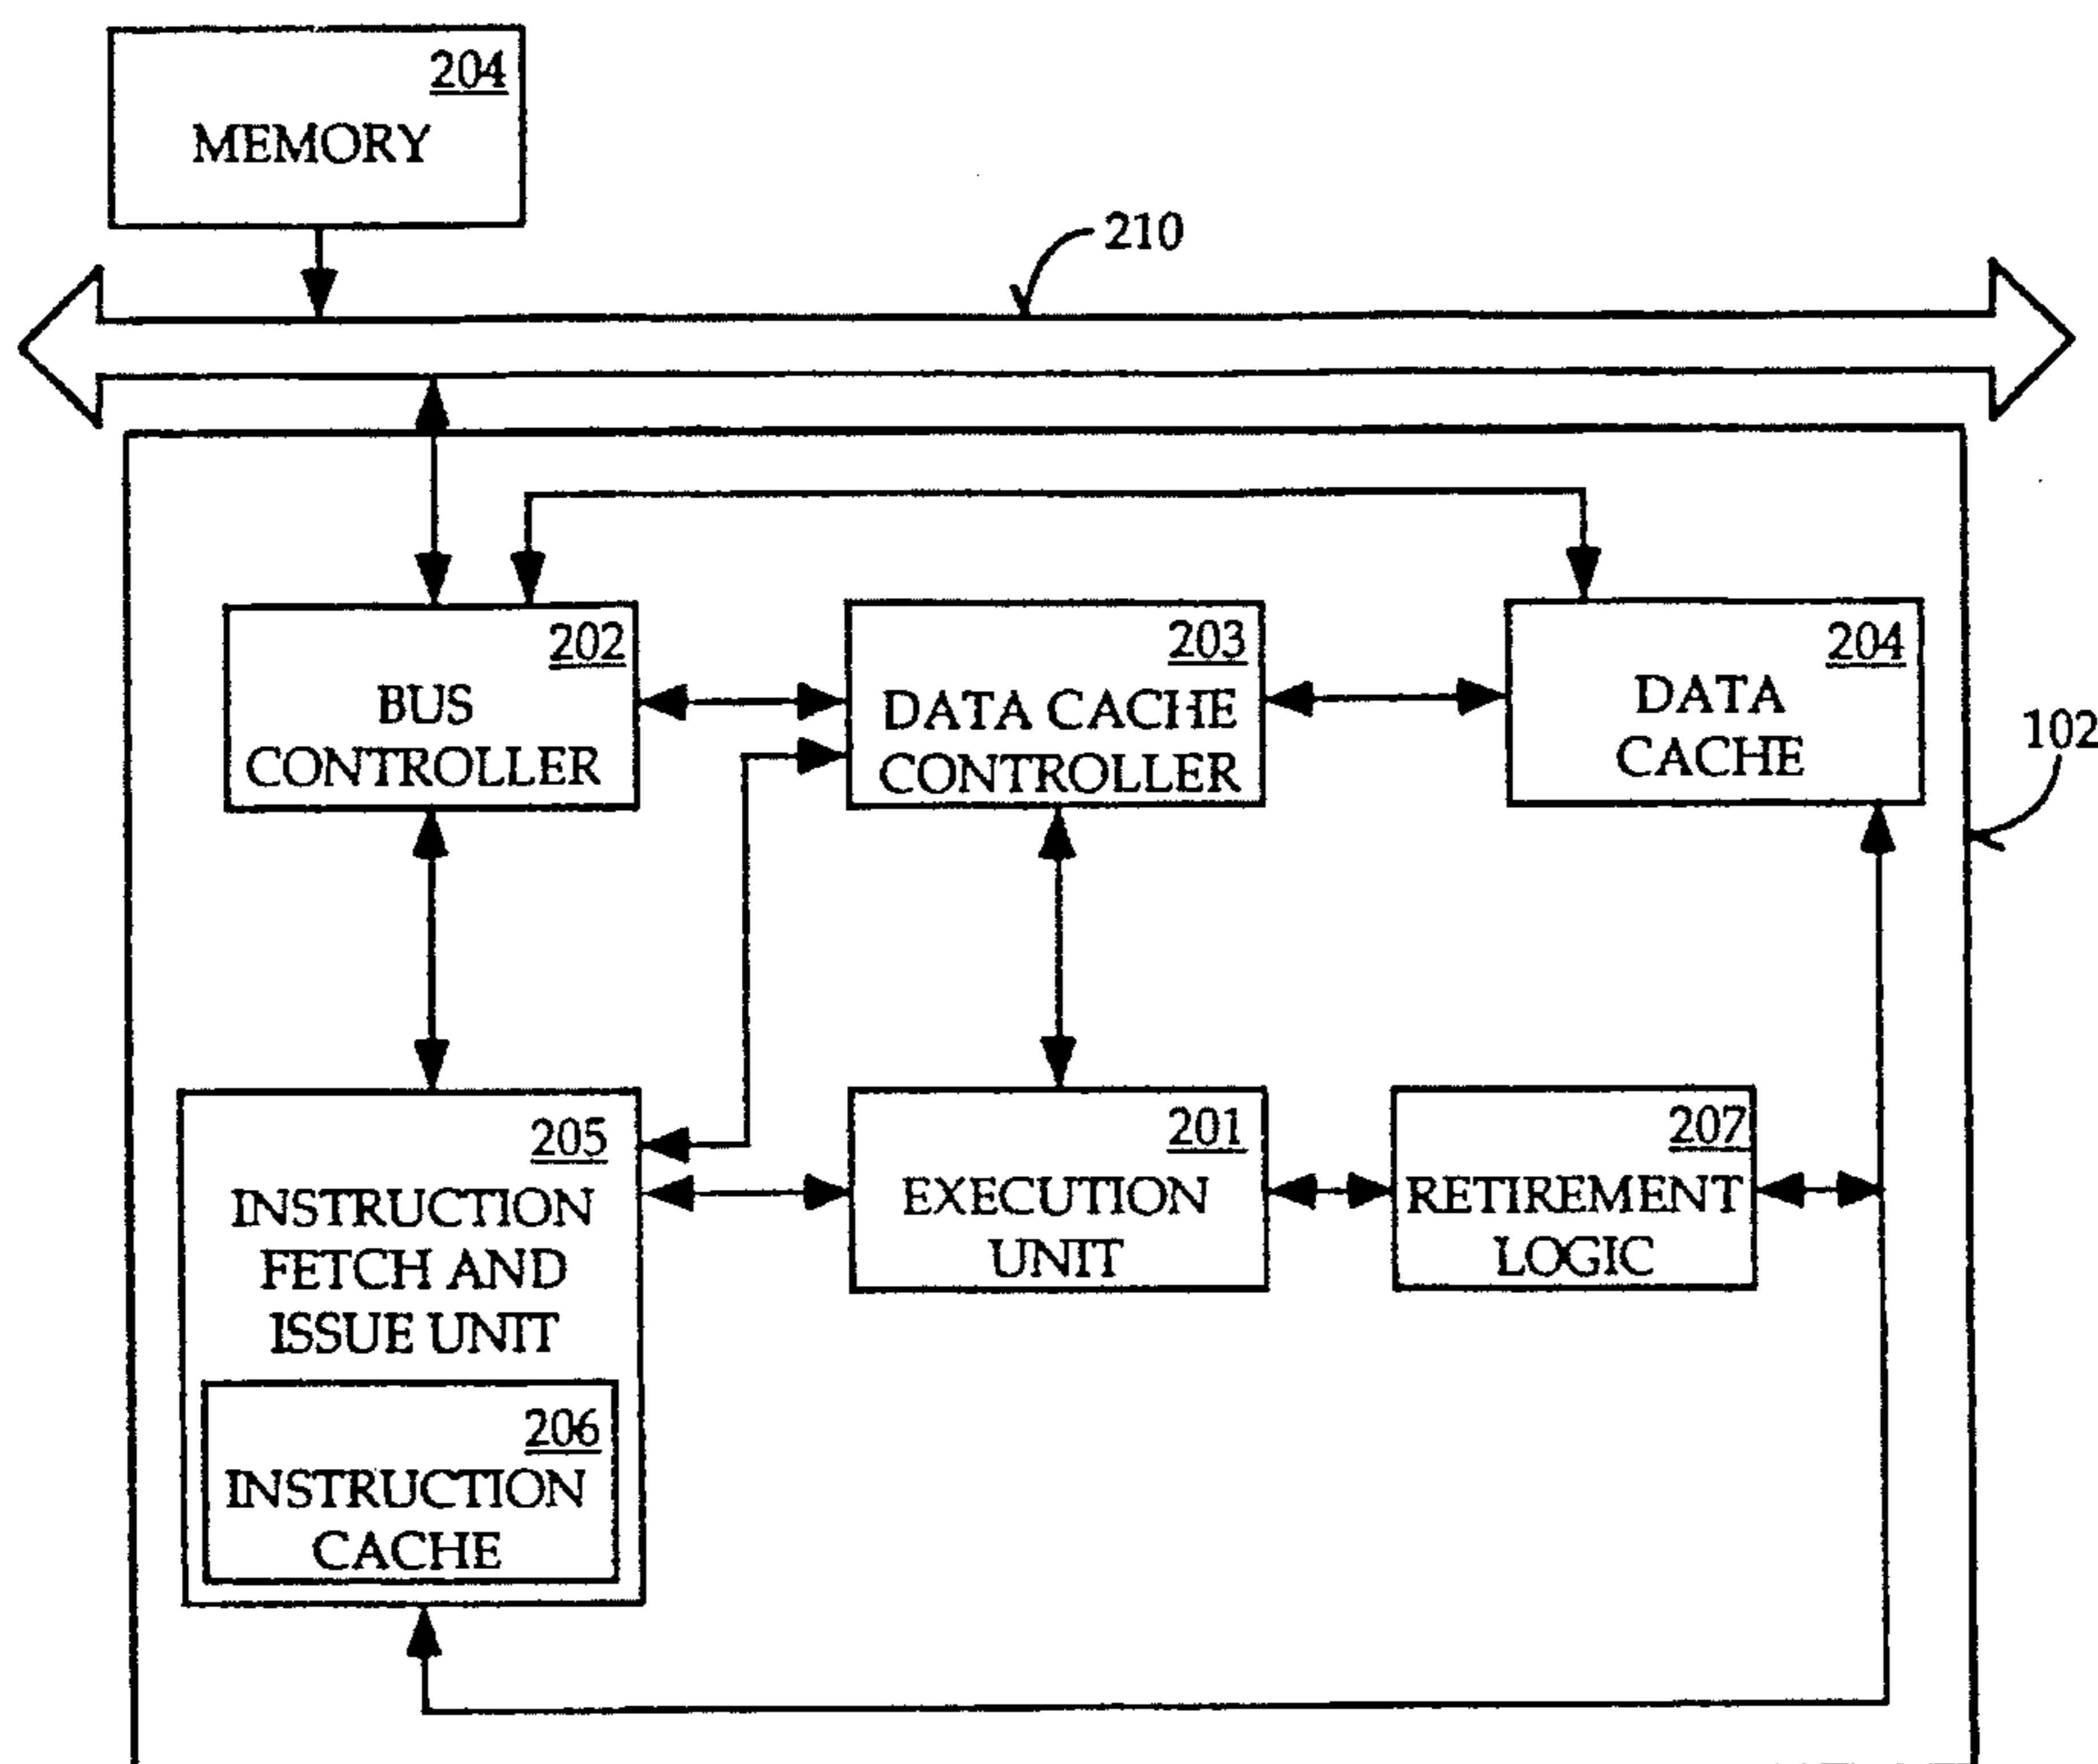 204
MEMORY
210
202
BUS
CONTROLLER
203
DATA CACHE
CONTROLLER
204
DATA
CACHE
102
205
INSTRUCTION
FETCH AND
ISSUE UNIT
201
EXECUTION
UNIT
207
RETIREMENT
LOGIC
206
INSTRUCTION
CACHE